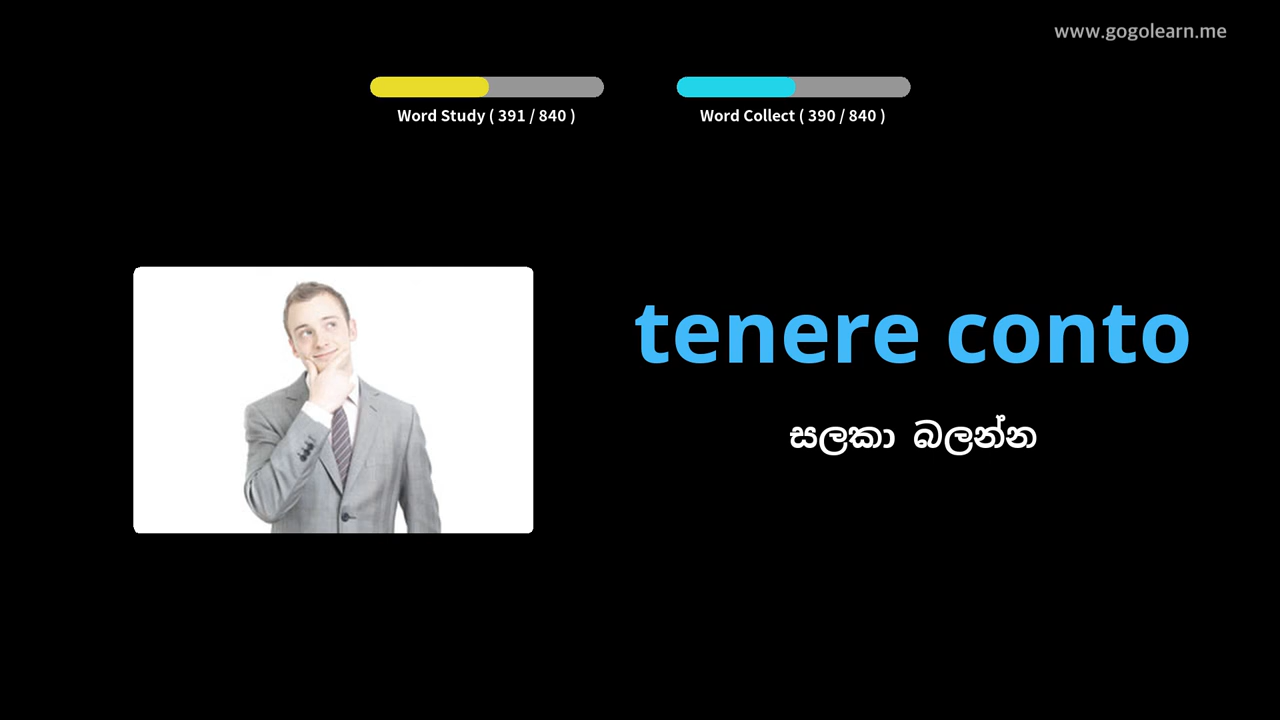 www.gogolearn.me
Word Study ( 391 / 840 )
Word Collect ( 390 / 840 )
tenere conto
සලකා බලන්න